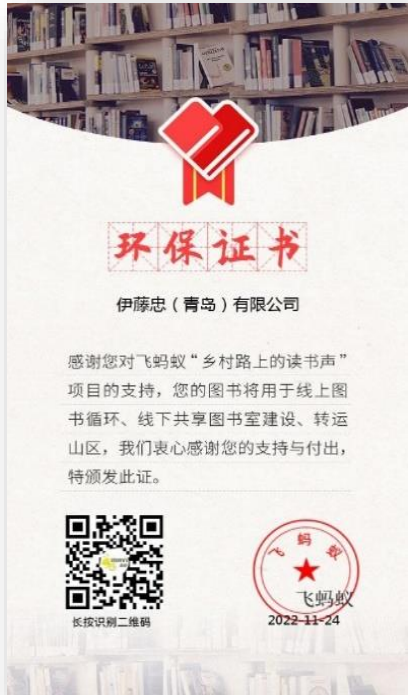 环保证书
伊藤忠（青岛）有限公司
感谢您对飞蚂蚁“乡村路上的读书声”
项目的支持，您的图书将用于线上图
书循环、线下共享图书室建设、转运
山区，我们衷心感谢您的支持与付出，
特颁发此证。
长按识别二维码
飞蚂蚁
飞蚂蚁
2022-11-24